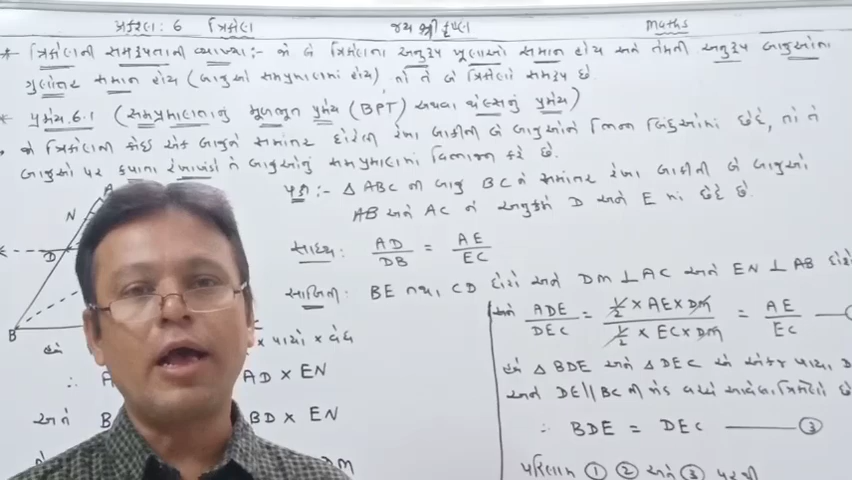 પ્રકરણ : 6 ત્રિકોણ જય શ્રી કૃષ્ણ Maths
* ત્રિકોણની સમરૂપતાની વ્યાખ્યા :- જો બે ત્રિકોણના અનુરૂપ ખૂણાઓ સમાન હોય અને તેમની અનુરૂપ બાજુઓના
ગુણોત્તર સમાન હોય (બાજુઓ સમપ્રમાણમાં હોય), તો તે બે ત્રિકોણો સમરૂપ છે.
* પ્રમેય 6.1 (સમપ્રમાણતાનું મૂળભૂત પ્રમેય (BPT) અથવા થેલ્સનું પ્રમેય)
જો ત્રિકોણની કોઈ એક બાજુને સમાંતર દોરેલી રેખા બાકીની બે બાજુઓને ભિન્ન બિંદુઓમાં છેદે, તો તે
બાજુઓ પર કપાતા રેખાખંડો તે બાજુઓનું સમપ્રમાણમાં વિભાજન કરે છે.
પક્ષ :- △ ABC ની બાજુ BC ને સમાંતર રેખા બાકીની બે બાજુઓ
AB અને AC ને અનુક્રમે D અને E માં છેદે છે.
સાધ્ય : AD/DB = AE/EC
સાબિતી : BE તથા CD દોરો અને DM ⊥ AC અને EN ⊥ AB દોરો
N
D
B
× પાયો × વેધ
∴ A AD × EN
અને B BD × EN
અને ADE/DEC = ½ × AE × DM / ½ × EC × DM = AE/EC
△ BDE અને △ DEC એ એકજ પાયા D
અને DE || BC ની વચ્ચે આવેલા ત્રિકોણો છે
∴ BDE = DEC —— ③
પરિણામ ① ② અને ③ પરથી